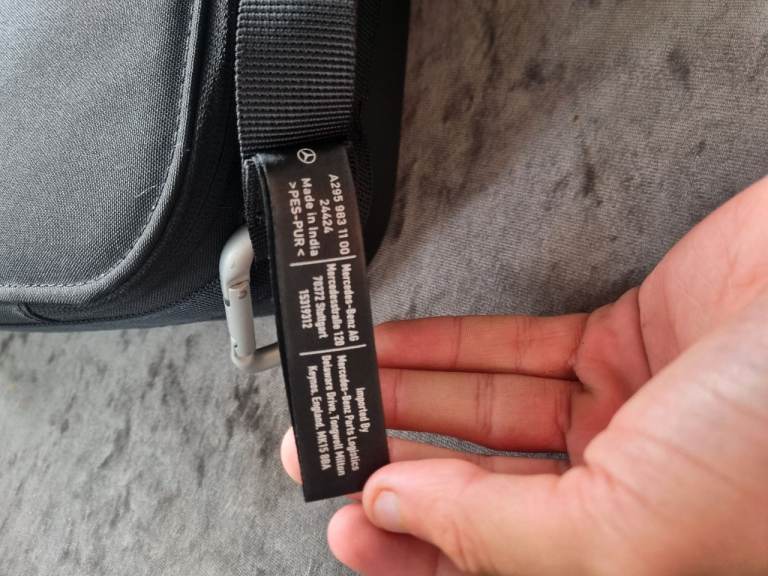 A295 983 11 00
24424
Made in India
>PES-PUR<
Mercedes-Benz AG
Mercedesstraße 120
70372 Stuttgart
15319312
Imported By
Mercedes-Benz Parts Logistics
Delaware Drive, Tongwell Milton
Keynes, England, MK15 8BA